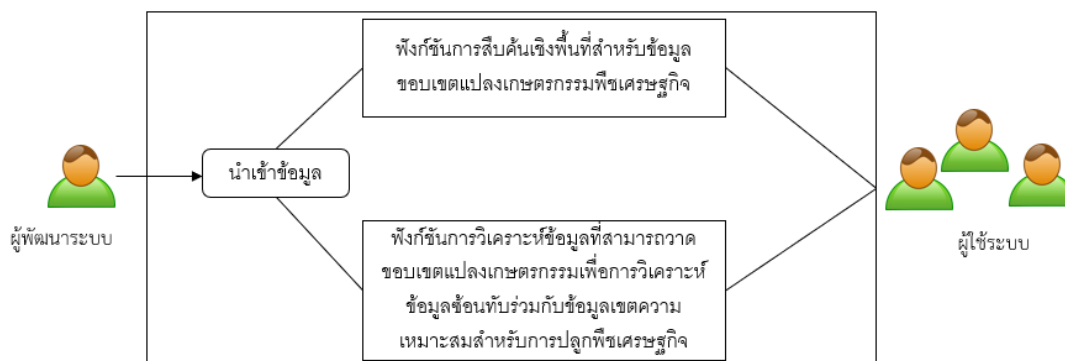 ฟังก์ชันการสืบค้นเชิงพื้นที่สำหรับข้อมูล
ขอบเขตแปลงเกษตรกรรมพืชเศรษฐกิจ
นำเข้าข้อมูล
ผู้พัฒนาระบบ
ผู้ใช้ระบบ
ฟังก์ชันการวิเคราะห์ข้อมูลที่สามารถวาด
ขอบเขตแปลงเกษตรกรรมเพื่อการวิเคราะห์
ข้อมูลซ้อนทับร่วมกับข้อมูลเขตความ
เหมาะสมสำหรับการปลูกพืชเศรษฐกิจ